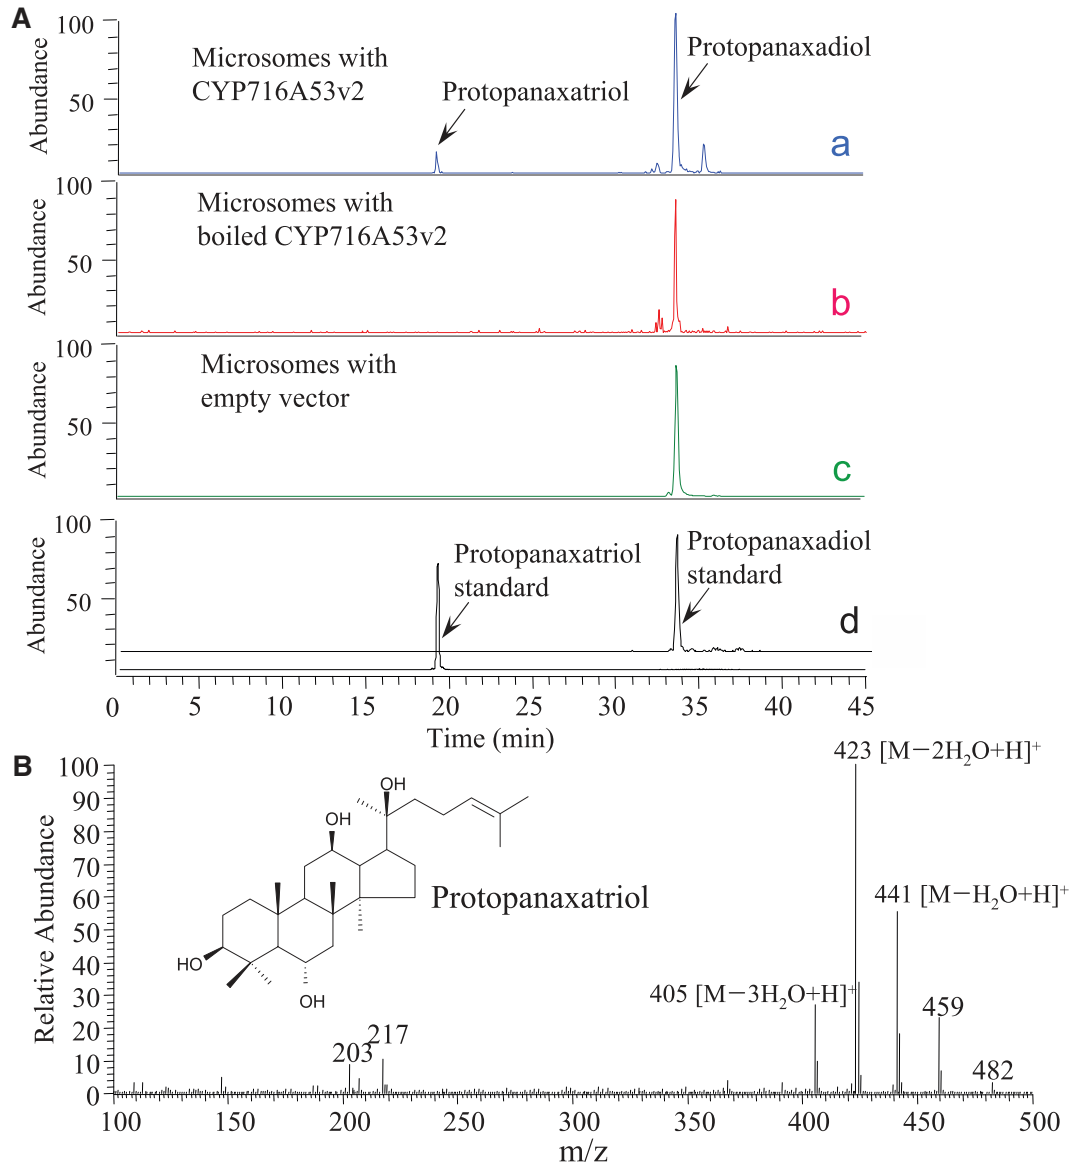 A
100
50
Abundance
Microsomes with
CYP716A53v2
Protopanaxatriol
Protopanaxadiol
a
100
50
Abundance
Microsomes with
boiled CYP716A53v2
b
100
50
Abundance
Microsomes with
empty vector
c
100
50
Abundance
Protopanaxatriol
standard
Protopanaxadiol
standard
d
0 5 10 15 20 25 30 35 40 45
Time (min)
B
100
90
80
70
60
50
40
30
20
10
0
Relative Abundance
OH
OH
HO
OH
Protopanaxatriol
423 [M−2H₂O+H]⁺
441 [M−H₂O+H]⁺
405 [M−3H₂O+H]⁺
459
482
203
217
100 150 200 250 300 350 400 450 500
m/z